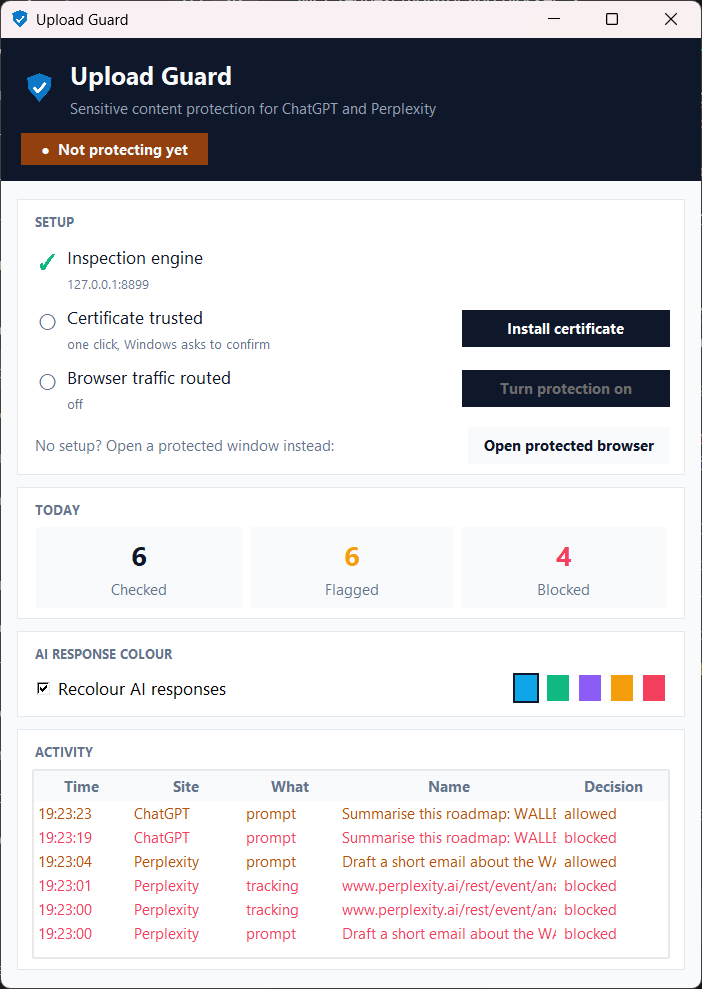 Upload Guard
Upload Guard
Sensitive content protection for ChatGPT and Perplexity
● Not protecting yet
SETUP
✓ Inspection engine
127.0.0.1:8899
Certificate trusted
one click, Windows asks to confirm
Install certificate
Browser traffic routed
off
Turn protection on
No setup? Open a protected window instead:
Open protected browser
TODAY
6
Checked
6
Flagged
4
Blocked
AI RESPONSE COLOUR
Recolour AI responses
ACTIVITY
Time Site What Name Decision
19:23:23 ChatGPT prompt Summarise this roadmap: WALLE allowed
19:23:19 ChatGPT prompt Summarise this roadmap: WALLE blocked
19:23:04 Perplexity prompt Draft a short email about the WA allowed
19:23:01 Perplexity tracking www.perplexity.ai/rest/event/ana blocked
19:23:00 Perplexity tracking www.perplexity.ai/rest/event/ana blocked
19:23:00 Perplexity prompt Draft a short email about the WA blocked